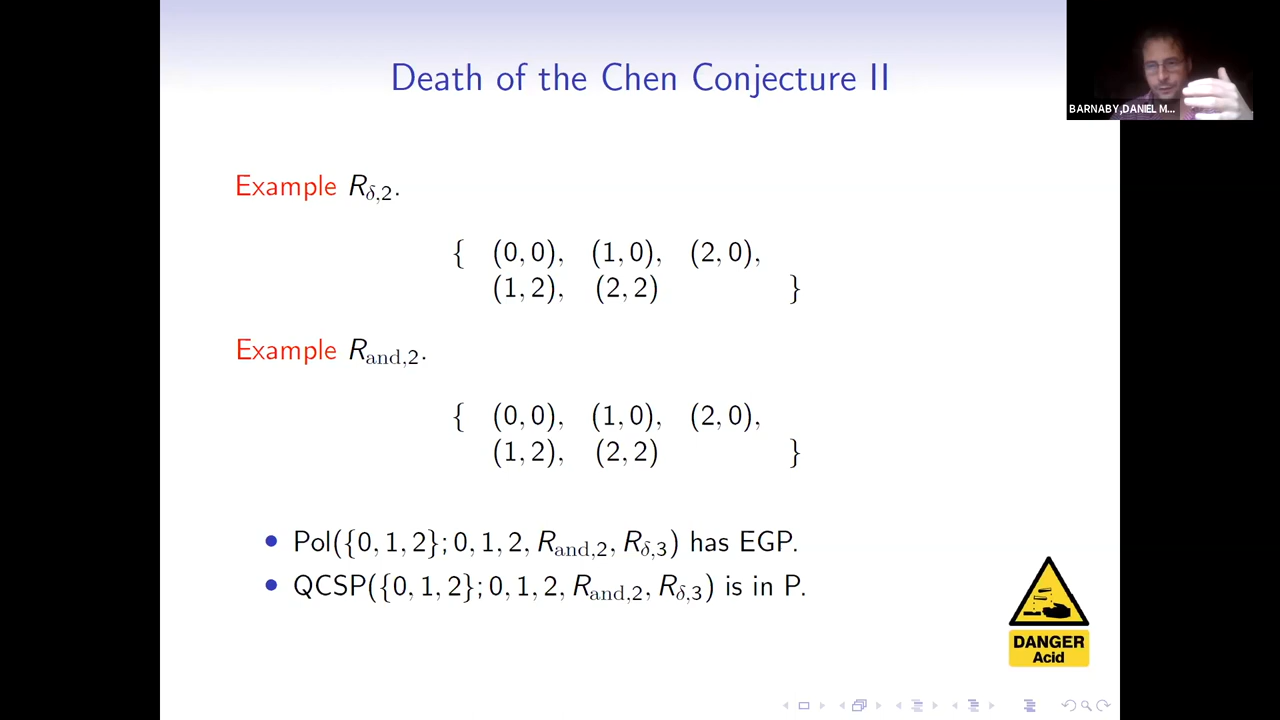 Death of the Chen Conjecture II
BARNABY,DANIEL M...
Example R_{δ,2}.
{ (0, 0), (1, 0), (2, 0),
(1, 2), (2, 2) }
Example R_{and,2}.
{ (0, 0), (1, 0), (2, 0),
(1, 2), (2, 2) }
• Pol({0, 1, 2}; 0, 1, 2, R_{and,2}, R_{δ,3}) has EGP.
• QCSP({0, 1, 2}; 0, 1, 2, R_{and,2}, R_{δ,3}) is in P.
DANGER
Acid